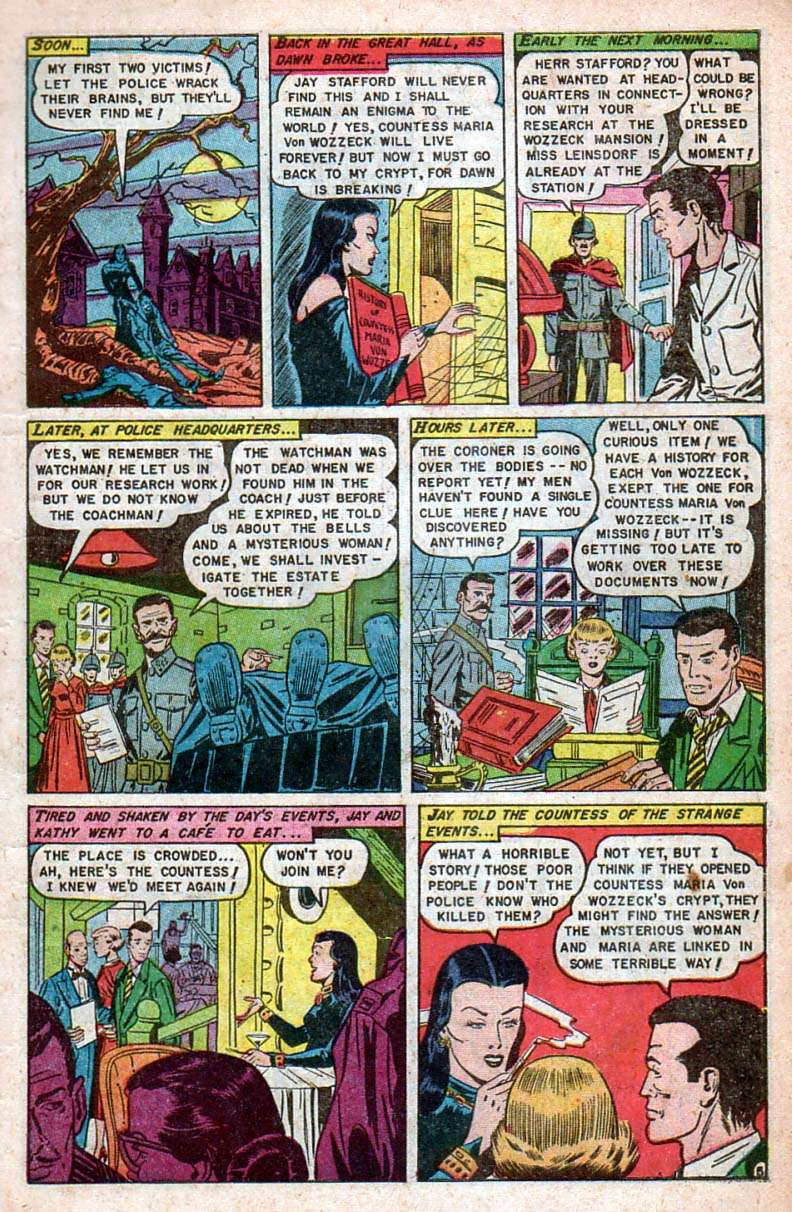 SOON...
MY FIRST TWO VICTIMS!
LET THE POLICE WRACK
THEIR BRAINS, BUT THEY'LL
NEVER FIND ME!
BACK IN THE GREAT HALL, AS
DAWN BROKE...
JAY STAFFORD WILL NEVER
FIND THIS AND I SHALL
REMAIN AN ENIGMA TO THE
WORLD! YES, COUNTESS MARIA
Von WOZZECK WILL LIVE
FOREVER! BUT NOW I MUST GO
BACK TO MY CRYPT, FOR DAWN
IS BREAKING!
HISTORY
OF
COUNTESS
MARIA
VON
WOZZE
EARLY THE NEXT MORNING...
HERR STAFFORD? YOU
ARE WANTED AT HEAD-
QUARTERS IN CONNECT-
ION WITH YOUR
RESEARCH AT THE
WOZZECK MANSION!
MISS LEINSDORF IS
ALREADY AT THE
STATION!
WHAT
COULD BE
WRONG?
I'LL BE
DRESSED
IN A
MOMENT!
LATER, AT POLICE HEADQUARTERS...
YES, WE REMEMBER THE
WATCHMAN! HE LET US IN
FOR OUR RESEARCH WORK!
BUT WE DO NOT KNOW
THE COACHMAN!
THE WATCHMAN WAS
NOT DEAD WHEN WE
FOUND HIM IN THE
COACH! JUST BEFORE
HE EXPIRED, HE TOLD
US ABOUT THE BELLS
AND A MYSTERIOUS WOMAN!
COME, WE SHALL INVEST-
IGATE THE ESTATE
TOGETHER!
HOURS LATER...
THE CORONER IS GOING
OVER THE BODIES -- NO
REPORT YET! MY MEN
HAVEN'T FOUND A SINGLE
CLUE HERE! HAVE YOU
DISCOVERED
ANYTHING?
WELL, ONLY ONE
CURIOUS ITEM! WE
HAVE A HISTORY FOR
EACH Von WOZZECK,
EXEPT THE ONE FOR
COUNTESS MARIA Von
WOZZECK--IT IS
MISSING! BUT IT'S
GETTING TOO LATE TO
WORK OVER THESE
DOCUMENTS NOW!
TIRED AND SHAKEN BY THE DAY'S EVENTS, JAY AND
KATHY WENT TO A CAFÉ TO EAT...
THE PLACE IS CROWDED...
AH, HERE'S THE COUNTESS!
I KNEW WE'D MEET AGAIN!
WON'T YOU
JOIN ME?
JAY TOLD THE COUNTESS OF THE STRANGE
EVENTS...
WHAT A HORRIBLE
STORY! THOSE POOR
PEOPLE! DON'T THE
POLICE KNOW WHO
KILLED THEM?
NOT YET, BUT I
THINK IF THEY OPENED
COUNTESS MARIA Von
WOZZECK'S CRYPT, THEY
MIGHT FIND THE ANSWER!
THE MYSTERIOUS WOMAN
AND MARIA ARE LINKED IN
SOME TERRIBLE WAY!